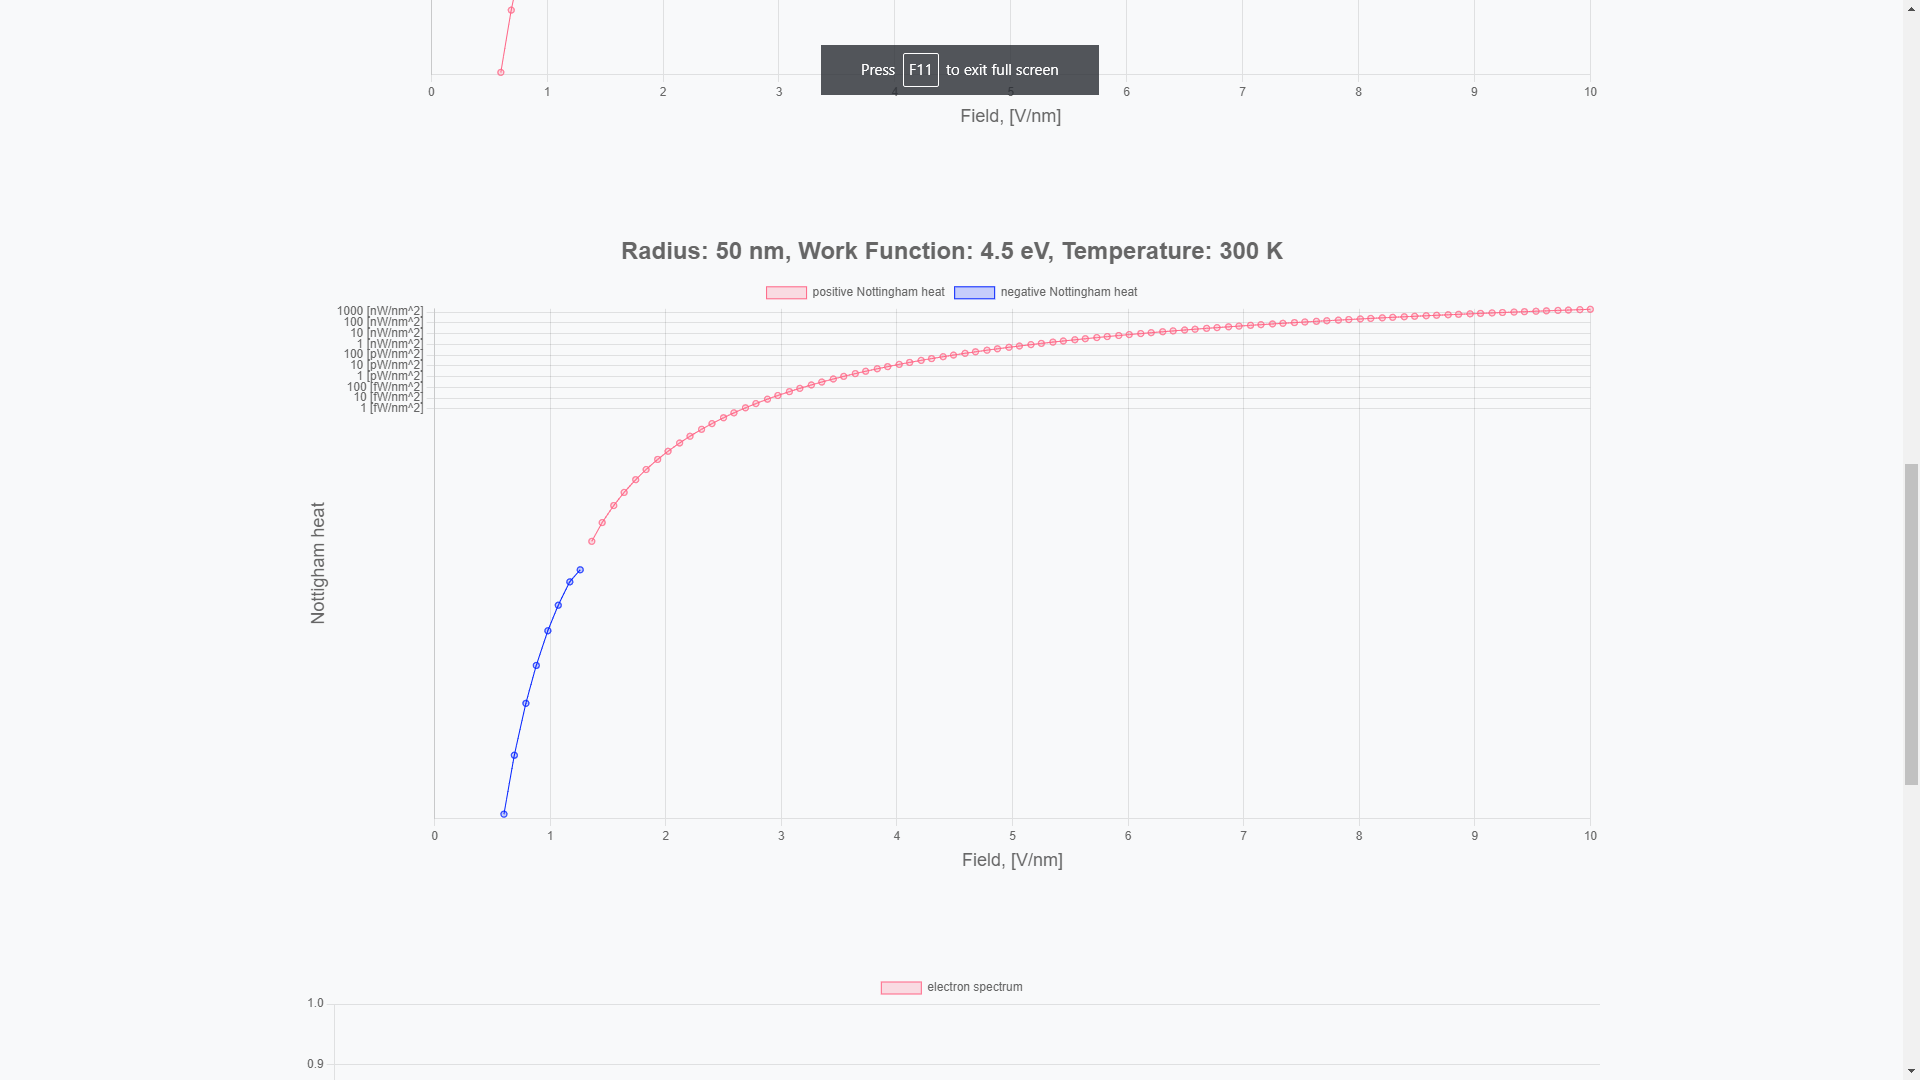 Press F11 to exit full screen
0 1 2 3 4 5 6 7 8 9 10
Field, [V/nm]
Radius: 50 nm, Work Function: 4.5 eV, Temperature: 300 K
positive Nottingham heat negative Nottingham heat
1000 [nW/nm^2]
100 [nW/nm^2]
10 [nW/nm^2]
1 [nW/nm^2]
100 [pW/nm^2]
10 [pW/nm^2]
1 [pW/nm^2]
100 [fW/nm^2]
10 [fW/nm^2]
1 [fW/nm^2]
Nottigham heat
0 1 2 3 4 5 6 7 8 9 10
Field, [V/nm]
electron spectrum
1.0
0.9